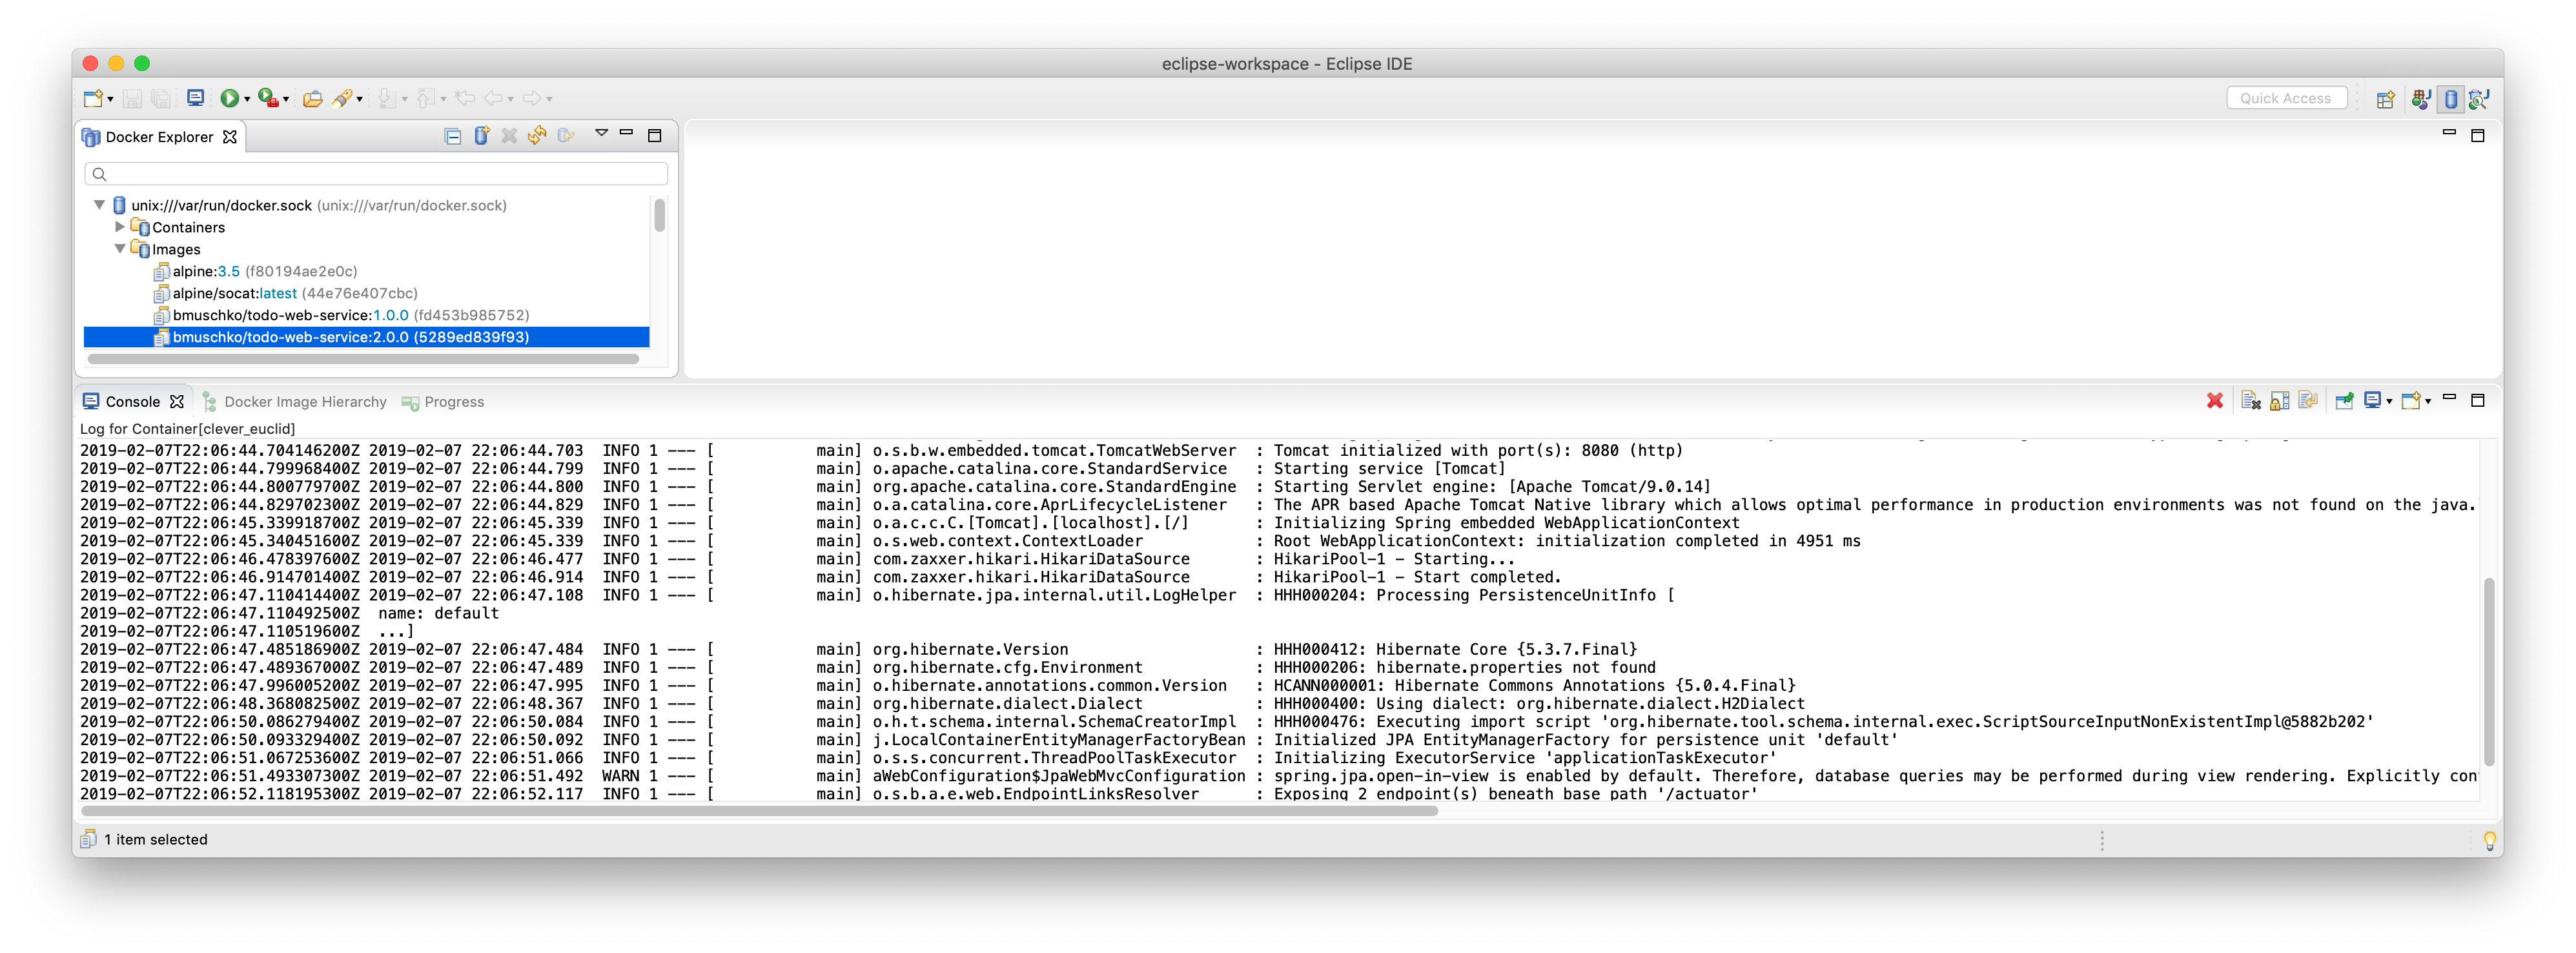 eclipse-workspace - Eclipse IDE
Quick Access
Docker Explorer
unix:///var/run/docker.sock (unix:///var/run/docker.sock)
Containers
Images
alpine:3.5 (f80194ae2e0c)
alpine/socat:latest (44e76e407cbc)
bmuschko/todo-web-service:1.0.0 (fd453b985752)
bmuschko/todo-web-service:2.0.0 (5289ed839f93)
Console Docker Image Hierarchy Progress
Log for Container[clever_euclid]
2019-02-07T22:06:44.704146200Z 2019-02-07 22:06:44.703  INFO 1 --- [           main] o.s.b.w.embedded.tomcat.TomcatWebServer  : Tomcat initialized with port(s): 8080 (http)
2019-02-07T22:06:44.799968400Z 2019-02-07 22:06:44.799  INFO 1 --- [           main] o.apache.catalina.core.StandardService   : Starting service [Tomcat]
2019-02-07T22:06:44.800779700Z 2019-02-07 22:06:44.800  INFO 1 --- [           main] org.apache.catalina.core.StandardEngine  : Starting Servlet engine: [Apache Tomcat/9.0.14]
2019-02-07T22:06:44.829702300Z 2019-02-07 22:06:44.829  INFO 1 --- [           main] o.a.catalina.core.AprLifecycleListener   : The APR based Apache Tomcat Native library which allows optimal performance in production environments was not found on the java.
2019-02-07T22:06:45.339918700Z 2019-02-07 22:06:45.339  INFO 1 --- [           main] o.a.c.c.C.[Tomcat].[localhost].[/]       : Initializing Spring embedded WebApplicationContext
2019-02-07T22:06:45.340451600Z 2019-02-07 22:06:45.339  INFO 1 --- [           main] o.s.web.context.ContextLoader            : Root WebApplicationContext: initialization completed in 4951 ms
2019-02-07T22:06:46.478397600Z 2019-02-07 22:06:46.477  INFO 1 --- [           main] com.zaxxer.hikari.HikariDataSource       : HikariPool-1 - Starting...
2019-02-07T22:06:46.914701400Z 2019-02-07 22:06:46.914  INFO 1 --- [           main] com.zaxxer.hikari.HikariDataSource       : HikariPool-1 - Start completed.
2019-02-07T22:06:47.110414400Z 2019-02-07 22:06:47.108  INFO 1 --- [           main] o.hibernate.jpa.internal.util.LogHelper  : HHH000204: Processing PersistenceUnitInfo [
2019-02-07T22:06:47.110492500Z  name: default
2019-02-07T22:06:47.110519600Z  ...]
2019-02-07T22:06:47.485186900Z 2019-02-07 22:06:47.484  INFO 1 --- [           main] org.hibernate.Version                    : HHH000412: Hibernate Core {5.3.7.Final}
2019-02-07T22:06:47.489367000Z 2019-02-07 22:06:47.489  INFO 1 --- [           main] org.hibernate.cfg.Environment            : HHH000206: hibernate.properties not found
2019-02-07T22:06:47.996005200Z 2019-02-07 22:06:47.995  INFO 1 --- [           main] o.hibernate.annotations.common.Version   : HCANN000001: Hibernate Commons Annotations {5.0.4.Final}
2019-02-07T22:06:48.368082500Z 2019-02-07 22:06:48.367  INFO 1 --- [           main] org.hibernate.dialect.Dialect            : HHH000400: Using dialect: org.hibernate.dialect.H2Dialect
2019-02-07T22:06:50.086279400Z 2019-02-07 22:06:50.084  INFO 1 --- [           main] o.h.t.schema.internal.SchemaCreatorImpl  : HHH000476: Executing import script 'org.hibernate.tool.schema.internal.exec.ScriptSourceInputNonExistentImpl@5882b202'
2019-02-07T22:06:50.093329400Z 2019-02-07 22:06:50.092  INFO 1 --- [           main] j.LocalContainerEntityManagerFactoryBean : Initialized JPA EntityManagerFactory for persistence unit 'default'
2019-02-07T22:06:51.067253600Z 2019-02-07 22:06:51.066  INFO 1 --- [           main] o.s.s.concurrent.ThreadPoolTaskExecutor  : Initializing ExecutorService 'applicationTaskExecutor'
2019-02-07T22:06:51.493307300Z 2019-02-07 22:06:51.492  WARN 1 --- [           main] aWebConfiguration$JpaWebMvcConfiguration : spring.jpa.open-in-view is enabled by default. Therefore, database queries may be performed during view rendering. Explicitly con
2019-02-07T22:06:52.118195300Z 2019-02-07 22:06:52.117  INFO 1 --- [           main] o.s.b.a.e.web.EndpointLinksResolver      : Exposing 2 endpoint(s) beneath base path '/actuator'
1 item selected